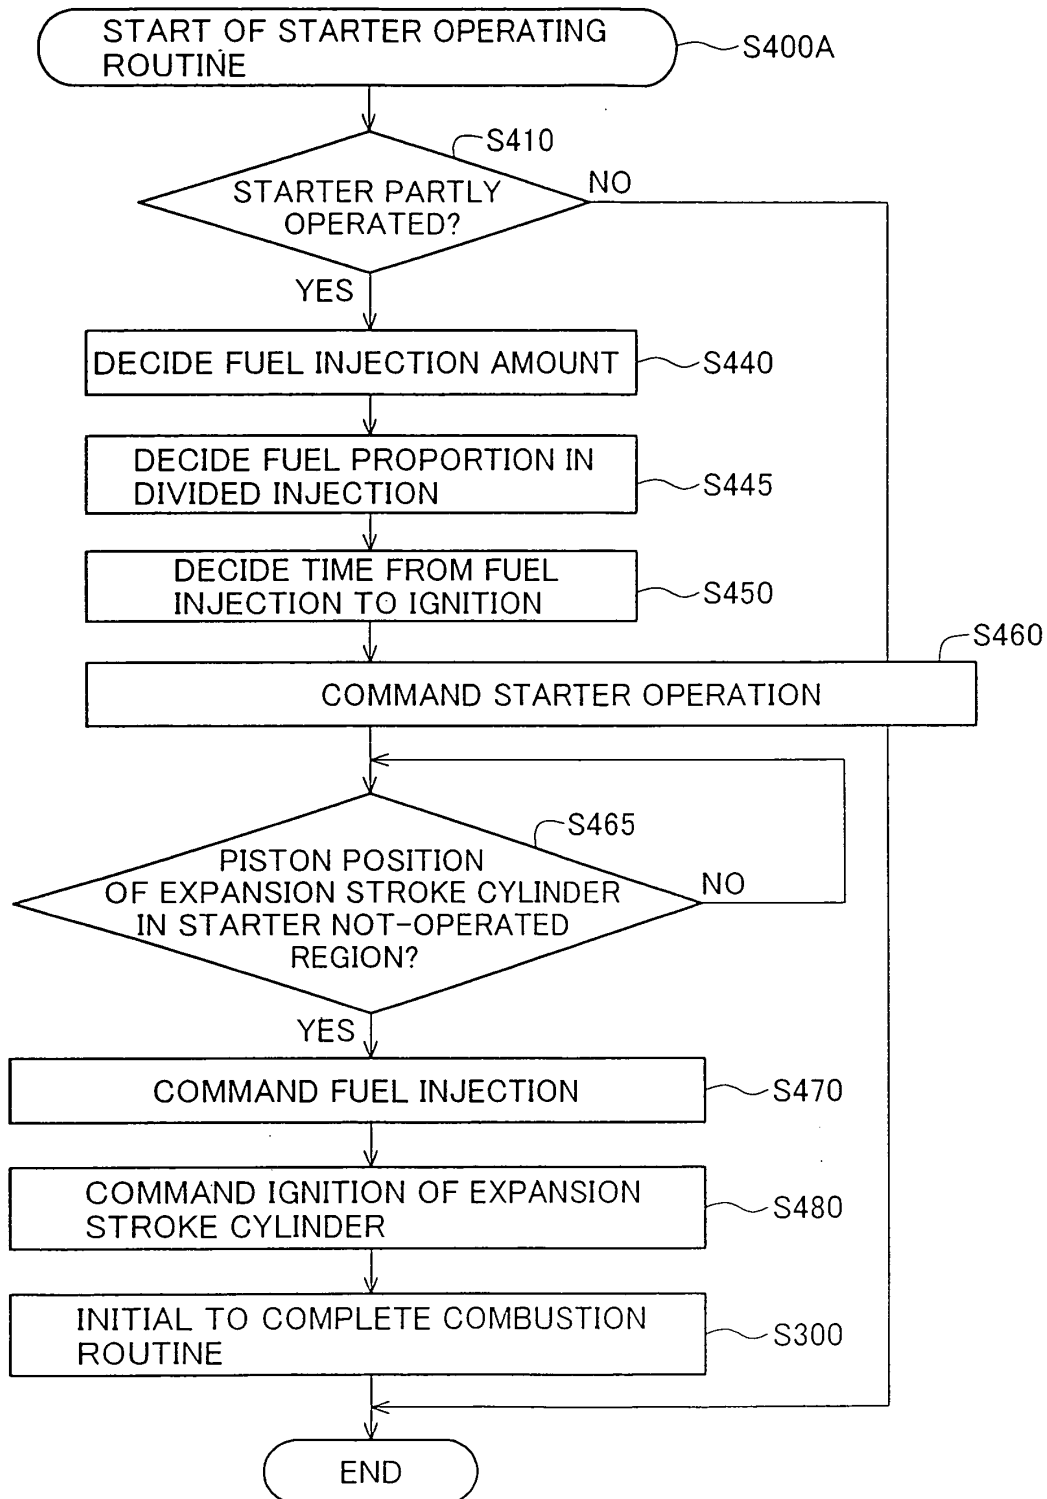 START OF STARTER OPERATING
ROUTINE
S400A
S410
STARTER PARTLY
OPERATED?
NO
YES
DECIDE FUEL INJECTION AMOUNT
S440
DECIDE FUEL PROPORTION IN
DIVIDED INJECTION
S445
DECIDE TIME FROM FUEL
INJECTION TO IGNITION
S450
S460
COMMAND STARTER OPERATION
S465
PISTON POSITION
OF EXPANSION STROKE CYLINDER
IN STARTER NOT-OPERATED
REGION?
NO
YES
COMMAND FUEL INJECTION
S470
COMMAND IGNITION OF EXPANSION
STROKE CYLINDER
S480
INITIAL TO COMPLETE COMBUSTION
ROUTINE
S300
END